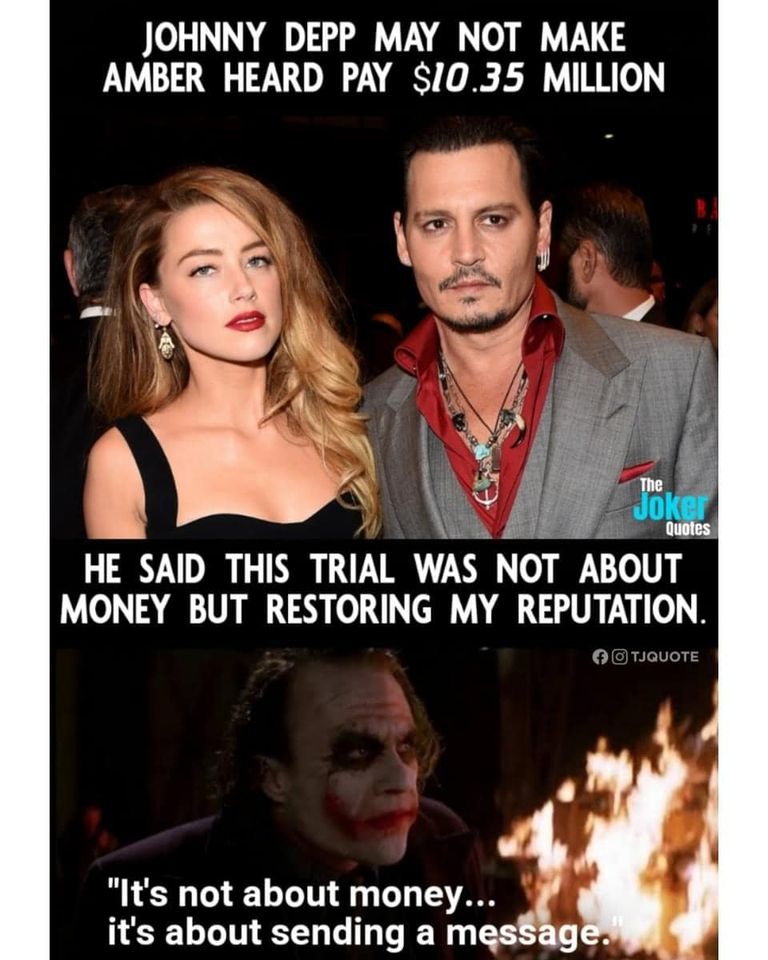 JOHNNY DEPP MAY NOT MAKE
AMBER HEARD PAY $10.35 MILLION
The
Joker
Quotes
HE SAID THIS TRIAL WAS NOT ABOUT
MONEY BUT RESTORING MY REPUTATION.
TJQUOTE
"It's not about money...
it's about sending a message."